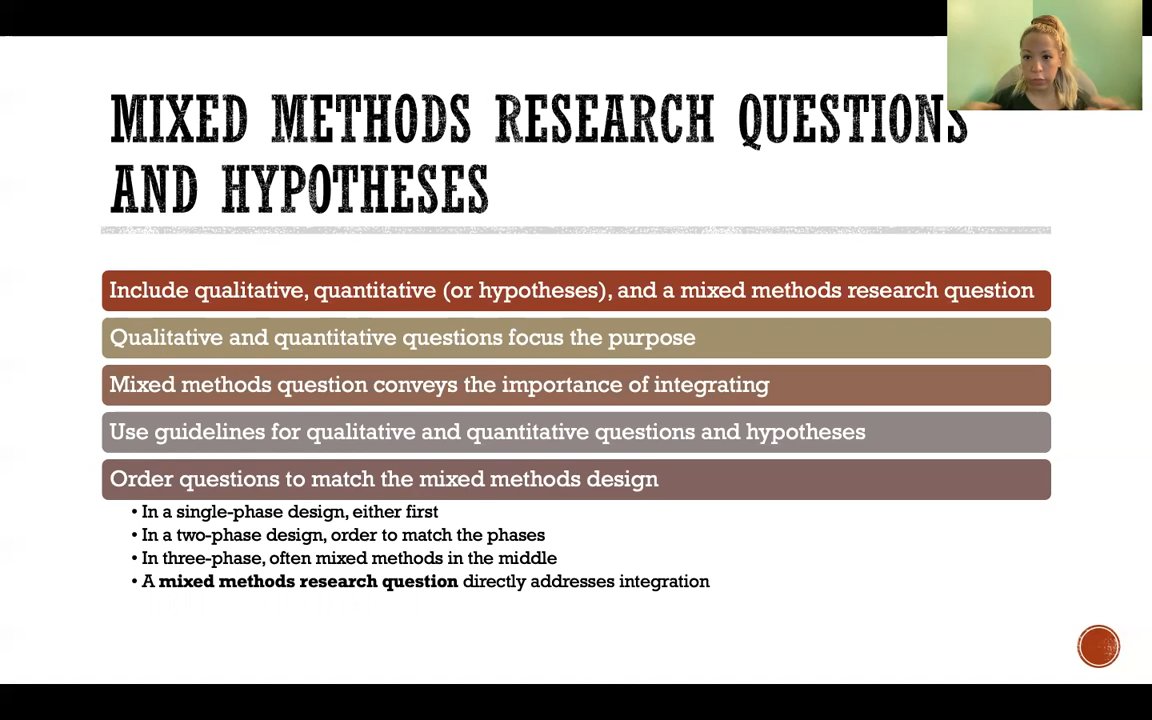 MIXED METHODS RESEARCH QUESTIONS
AND HYPOTHESES
Include qualitative, quantitative (or hypotheses), and a mixed methods research question
Qualitative and quantitative questions focus the purpose
Mixed methods question conveys the importance of integrating
Use guidelines for qualitative and quantitative questions and hypotheses
Order questions to match the mixed methods design
• In a single-phase design, either first
• In a two-phase design, order to match the phases
• In three-phase, often mixed methods in the middle
• A mixed methods research question directly addresses integration